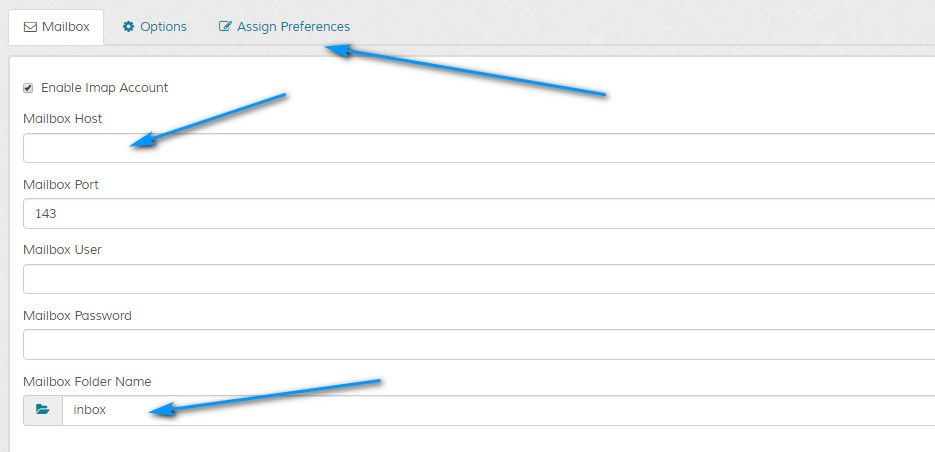 Mailbox Options Assign Preferences
Enable Imap Account
Mailbox Host
Mailbox Port
143
Mailbox User
Mailbox Password
Mailbox Folder Name
inbox